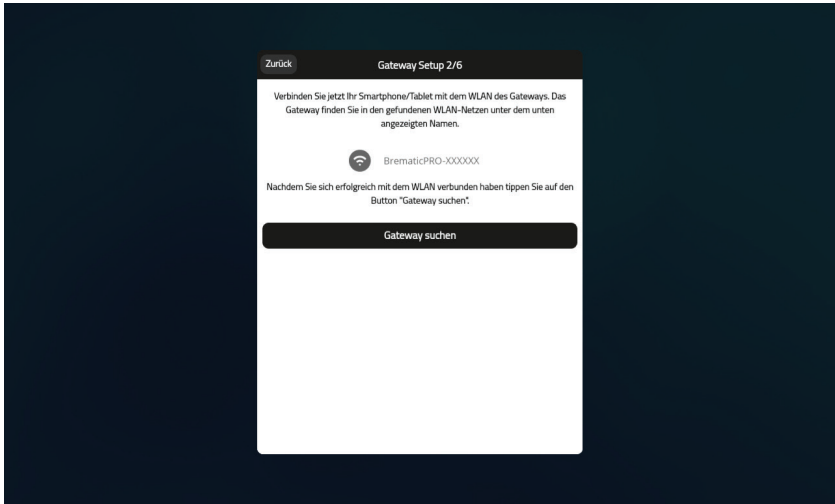 Zurück
Gateway Setup 2/6
Verbinden Sie jetzt Ihr Smartphone/Tablet mit dem WLAN des Gateways. Das
Gateway finden Sie in den gefundenen WLAN-Netzen unter dem unten
angezeigten Namen.
BrematicPRO-XXXXXX
Nachdem Sie sich erfolgreich mit dem WLAN verbunden haben tippen Sie auf den
Button "Gateway suchen".
Gateway suchen